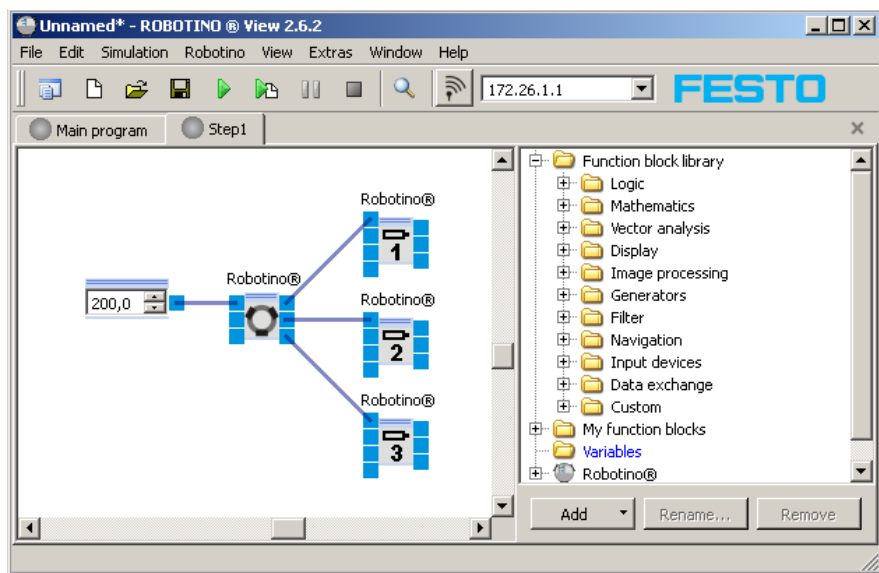 Unnamed* - ROBOTINO ® View 2.6.2
File Edit Simulation Robotino View Extras Window Help
172.26.1.1
FESTO
Main program
Step1
Robotino®
1
Robotino®
200,0
Robotino®
2
Robotino®
3
Function block library
Logic
Mathematics
Vector analysis
Display
Image processing
Generators
Filter
Navigation
Input devices
Data exchange
Custom
My function blocks
Variables
Robotino®
Add
Rename...
Remove